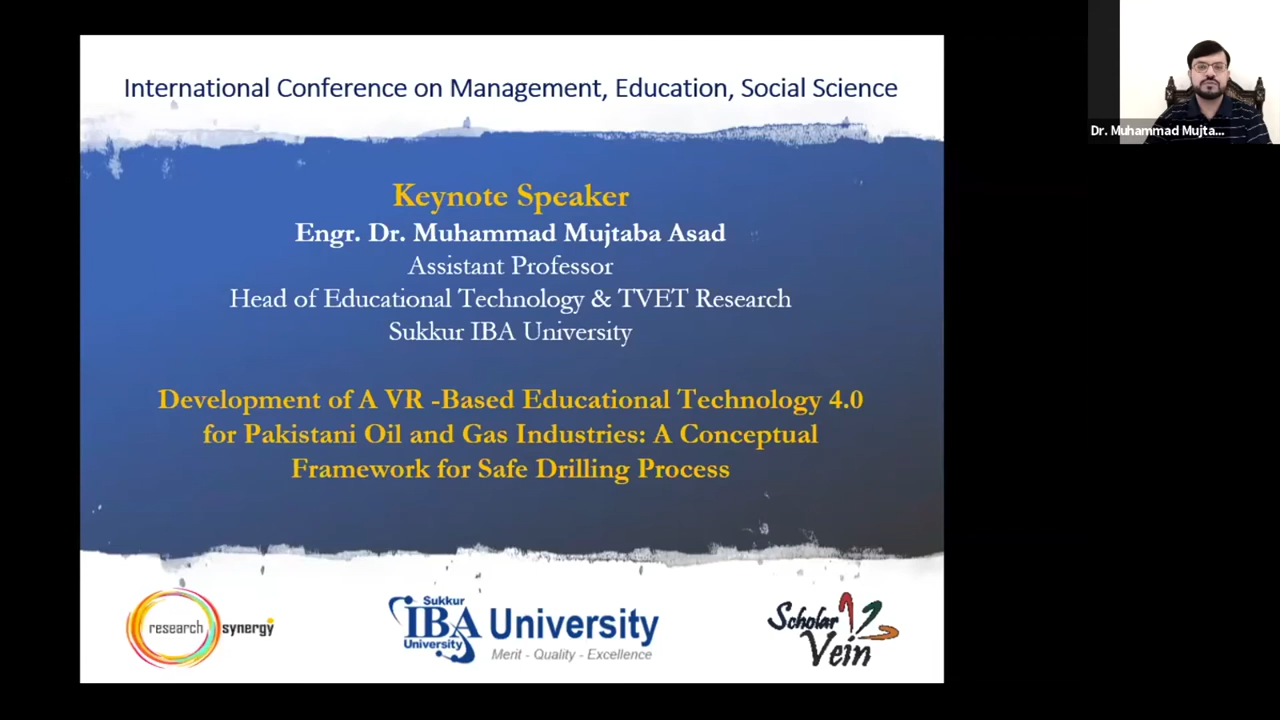 International Conference on Management, Education, Social Science
Dr. Muhammad Mujta...
Keynote Speaker
Engr. Dr. Muhammad Mujtaba Asad
Assistant Professor
Head of Educational Technology & TVET Research
Sukkur IBA University
Development of A VR -Based Educational Technology 4.0
for Pakistani Oil and Gas Industries: A Conceptual
Framework for Safe Drilling Process
research synergy
Sukkur
IBA
University
University
Merit - Quality - Excellence
Scholar
Vein